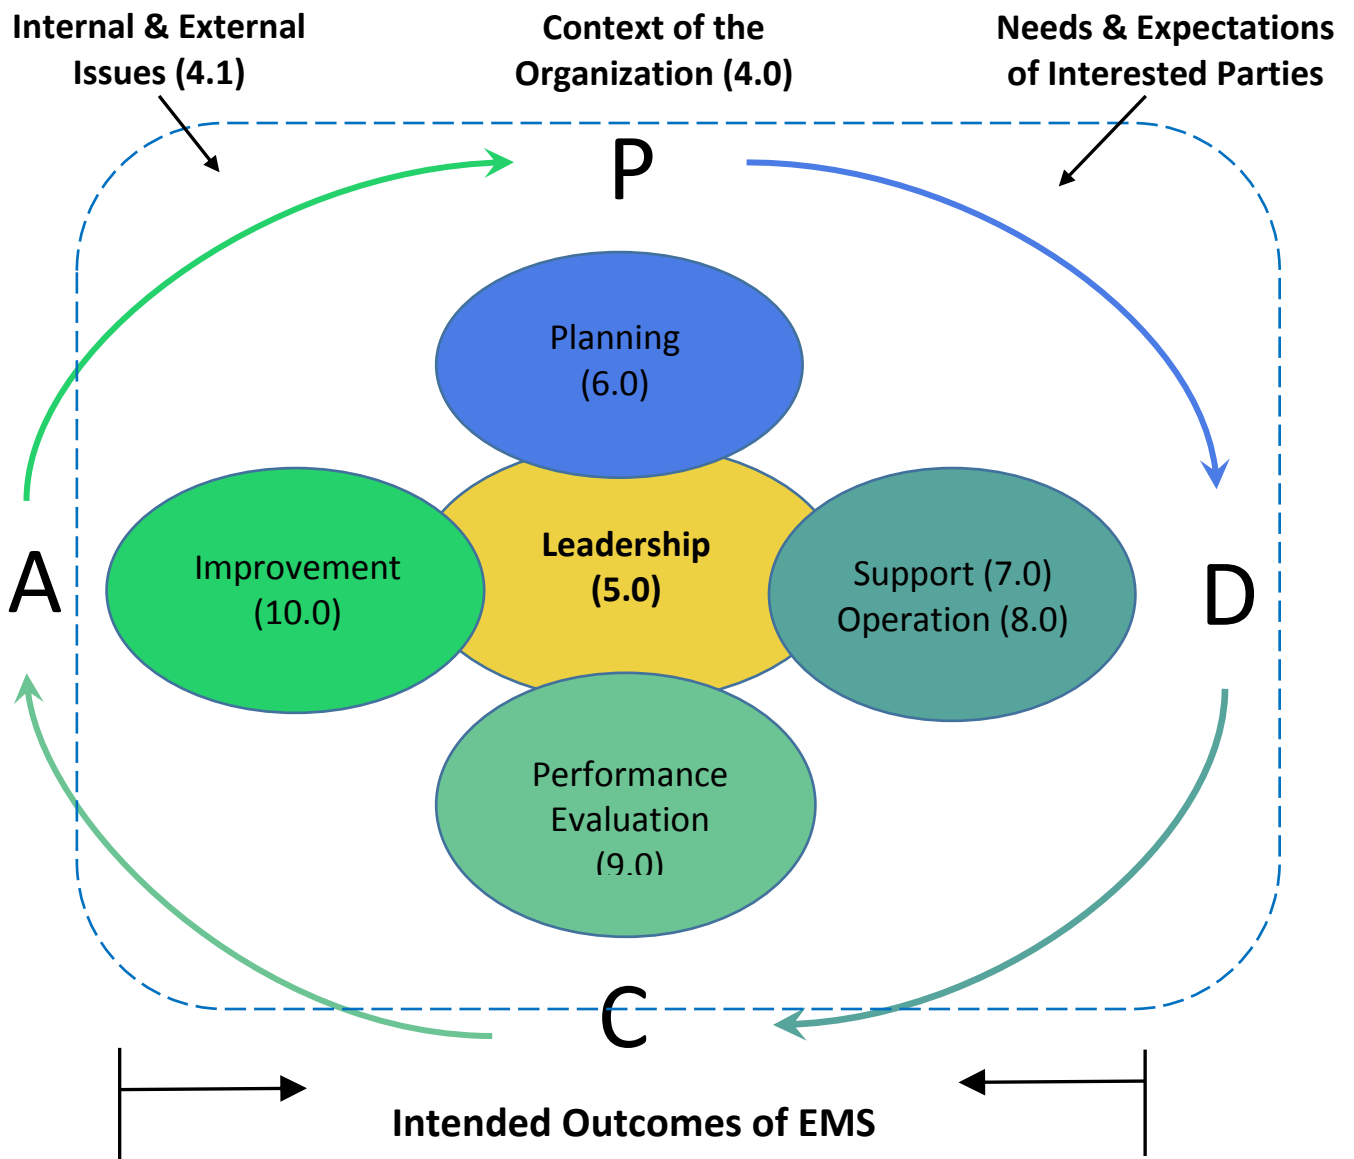 Internal & External
Issues (4.1)
Context of the
Organization (4.0)
Needs & Expectations
of Interested Parties
P
Planning
(6.0)
Improvement
(10.0)
Leadership
(5.0)
Support (7.0)
Operation (8.0)
A
D
Performance
Evaluation
(9.0)
C
Intended Outcomes of EMS